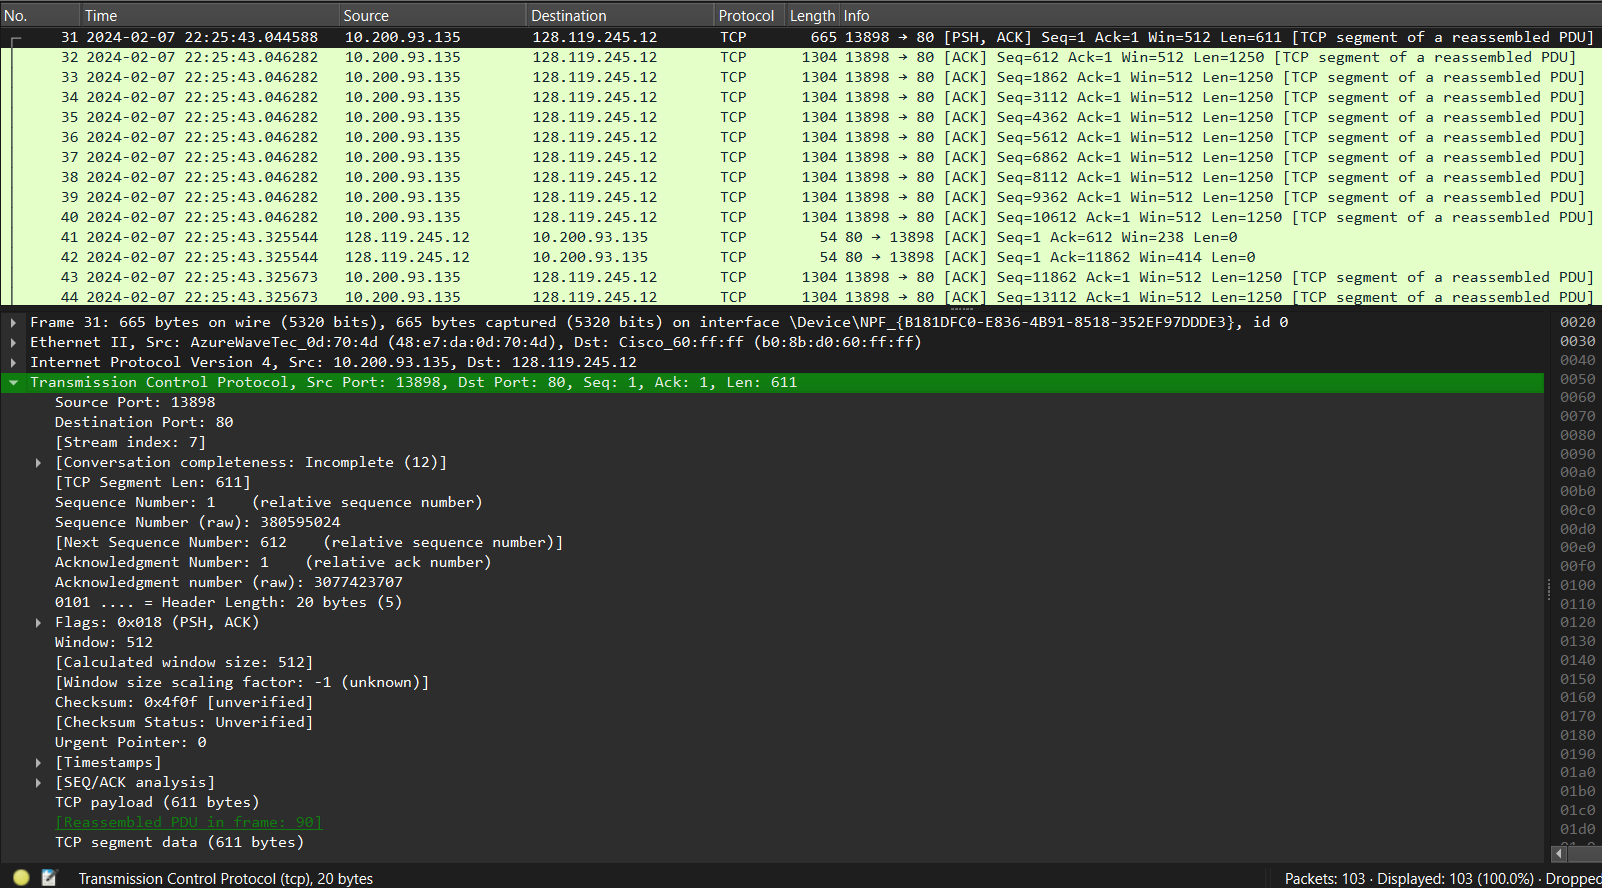 No. Time Source Destination Protocol Length Info
31 2024-02-07 22:25:43.044588 10.200.93.135 128.119.245.12 TCP 665 13898 → 80 [PSH, ACK] Seq=1 Ack=1 Win=512 Len=611 [TCP segment of a reassembled PDU]
32 2024-02-07 22:25:43.046282 10.200.93.135 128.119.245.12 TCP 1304 13898 → 80 [ACK] Seq=612 Ack=1 Win=512 Len=1250 [TCP segment of a reassembled PDU]
33 2024-02-07 22:25:43.046282 10.200.93.135 128.119.245.12 TCP 1304 13898 → 80 [ACK] Seq=1862 Ack=1 Win=512 Len=1250 [TCP segment of a reassembled PDU]
34 2024-02-07 22:25:43.046282 10.200.93.135 128.119.245.12 TCP 1304 13898 → 80 [ACK] Seq=3112 Ack=1 Win=512 Len=1250 [TCP segment of a reassembled PDU]
35 2024-02-07 22:25:43.046282 10.200.93.135 128.119.245.12 TCP 1304 13898 → 80 [ACK] Seq=4362 Ack=1 Win=512 Len=1250 [TCP segment of a reassembled PDU]
36 2024-02-07 22:25:43.046282 10.200.93.135 128.119.245.12 TCP 1304 13898 → 80 [ACK] Seq=5612 Ack=1 Win=512 Len=1250 [TCP segment of a reassembled PDU]
37 2024-02-07 22:25:43.046282 10.200.93.135 128.119.245.12 TCP 1304 13898 → 80 [ACK] Seq=6862 Ack=1 Win=512 Len=1250 [TCP segment of a reassembled PDU]
38 2024-02-07 22:25:43.046282 10.200.93.135 128.119.245.12 TCP 1304 13898 → 80 [ACK] Seq=8112 Ack=1 Win=512 Len=1250 [TCP segment of a reassembled PDU]
39 2024-02-07 22:25:43.046282 10.200.93.135 128.119.245.12 TCP 1304 13898 → 80 [ACK] Seq=9362 Ack=1 Win=512 Len=1250 [TCP segment of a reassembled PDU]
40 2024-02-07 22:25:43.046282 10.200.93.135 128.119.245.12 TCP 1304 13898 → 80 [ACK] Seq=10612 Ack=1 Win=512 Len=1250 [TCP segment of a reassembled PDU]
41 2024-02-07 22:25:43.325544 128.119.245.12 10.200.93.135 TCP 54 80 → 13898 [ACK] Seq=1 Ack=612 Win=238 Len=0
42 2024-02-07 22:25:43.325544 128.119.245.12 10.200.93.135 TCP 54 80 → 13898 [ACK] Seq=1 Ack=11862 Win=414 Len=0
43 2024-02-07 22:25:43.325673 10.200.93.135 128.119.245.12 TCP 1304 13898 → 80 [ACK] Seq=11862 Ack=1 Win=512 Len=1250 [TCP segment of a reassembled PDU]
44 2024-02-07 22:25:43.325673 10.200.93.135 128.119.245.12 TCP 1304 13898 → 80 [ACK] Seq=13112 Ack=1 Win=512 Len=1250 [TCP segment of a reassembled PDU]
Frame 31: 665 bytes on wire (5320 bits), 665 bytes captured (5320 bits) on interface \Device\NPF_{B181DFC0-E836-4B91-8518-352EF97DDDE3}, id 0
Ethernet II, Src: AzureWaveTec_0d:70:4d (48:e7:da:0d:70:4d), Dst: Cisco_60:ff:ff (b0:8b:d0:60:ff:ff)
Internet Protocol Version 4, Src: 10.200.93.135, Dst: 128.119.245.12
Transmission Control Protocol, Src Port: 13898, Dst Port: 80, Seq: 1, Ack: 1, Len: 611
Source Port: 13898
Destination Port: 80
[Stream index: 7]
[Conversation completeness: Incomplete (12)]
[TCP Segment Len: 611]
Sequence Number: 1 (relative sequence number)
Sequence Number (raw): 380595024
[Next Sequence Number: 612 (relative sequence number)]
Acknowledgment Number: 1 (relative ack number)
Acknowledgment number (raw): 3077423707
0101 .... = Header Length: 20 bytes (5)
Flags: 0x018 (PSH, ACK)
Window: 512
[Calculated window size: 512]
[Window size scaling factor: -1 (unknown)]
Checksum: 0x4f0f [unverified]
[Checksum Status: Unverified]
Urgent Pointer: 0
[Timestamps]
[SEQ/ACK analysis]
TCP payload (611 bytes)
[Reassembled PDU in frame: 90]
TCP segment data (611 bytes)
0020
0030
0040
0050
0060
0070
0080
0090
00a0
00b0
00c0
00d0
00e0
00f0
0100
0110
0120
0130
0140
0150
0160
0170
0180
0190
01a0
01b0
01c0
01d0
Transmission Control Protocol (tcp), 20 bytes
Packets: 103 · Displayed: 103 (100.0%) · Dropped